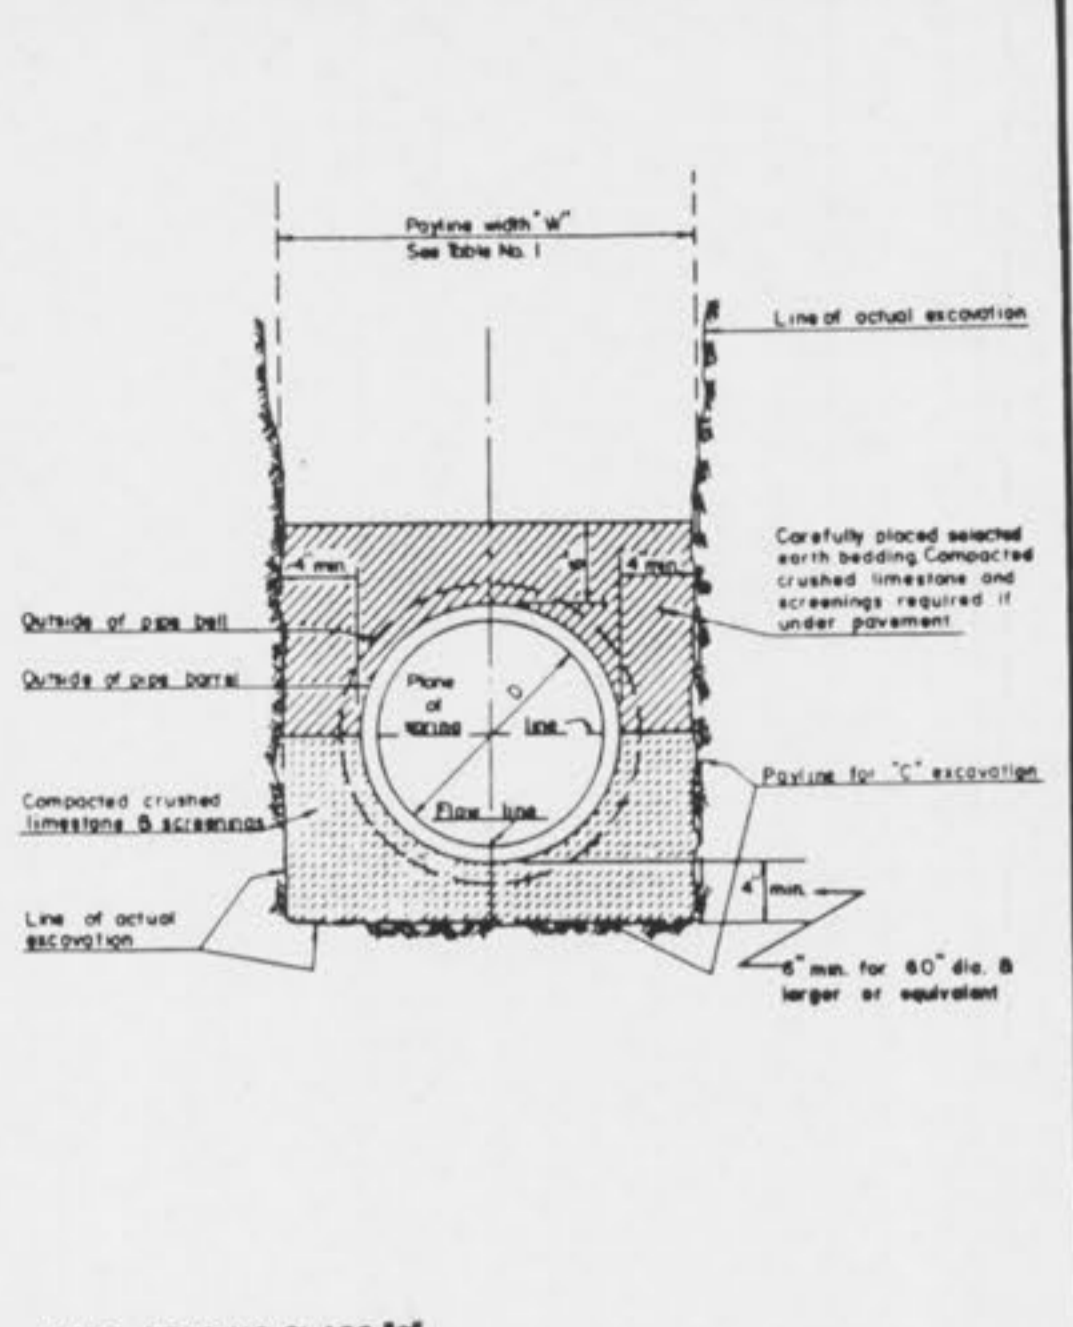 Payline width "W"
See Table No. 1
Line of actual excavation
Carefully placed selected
earth bedding. Compacted
crushed limestone and
screenings required if
under pavement
4" min.
4" min.
Outside of pipe bell
Outside of pipe barrel
Plane
of
spring line
D
Flow line
Payline for "C" excavation
Compacted crushed
limestone & screenings
4" min.
Line of actual
excavation
6" min. for 60" dia. &
larger or equivalent